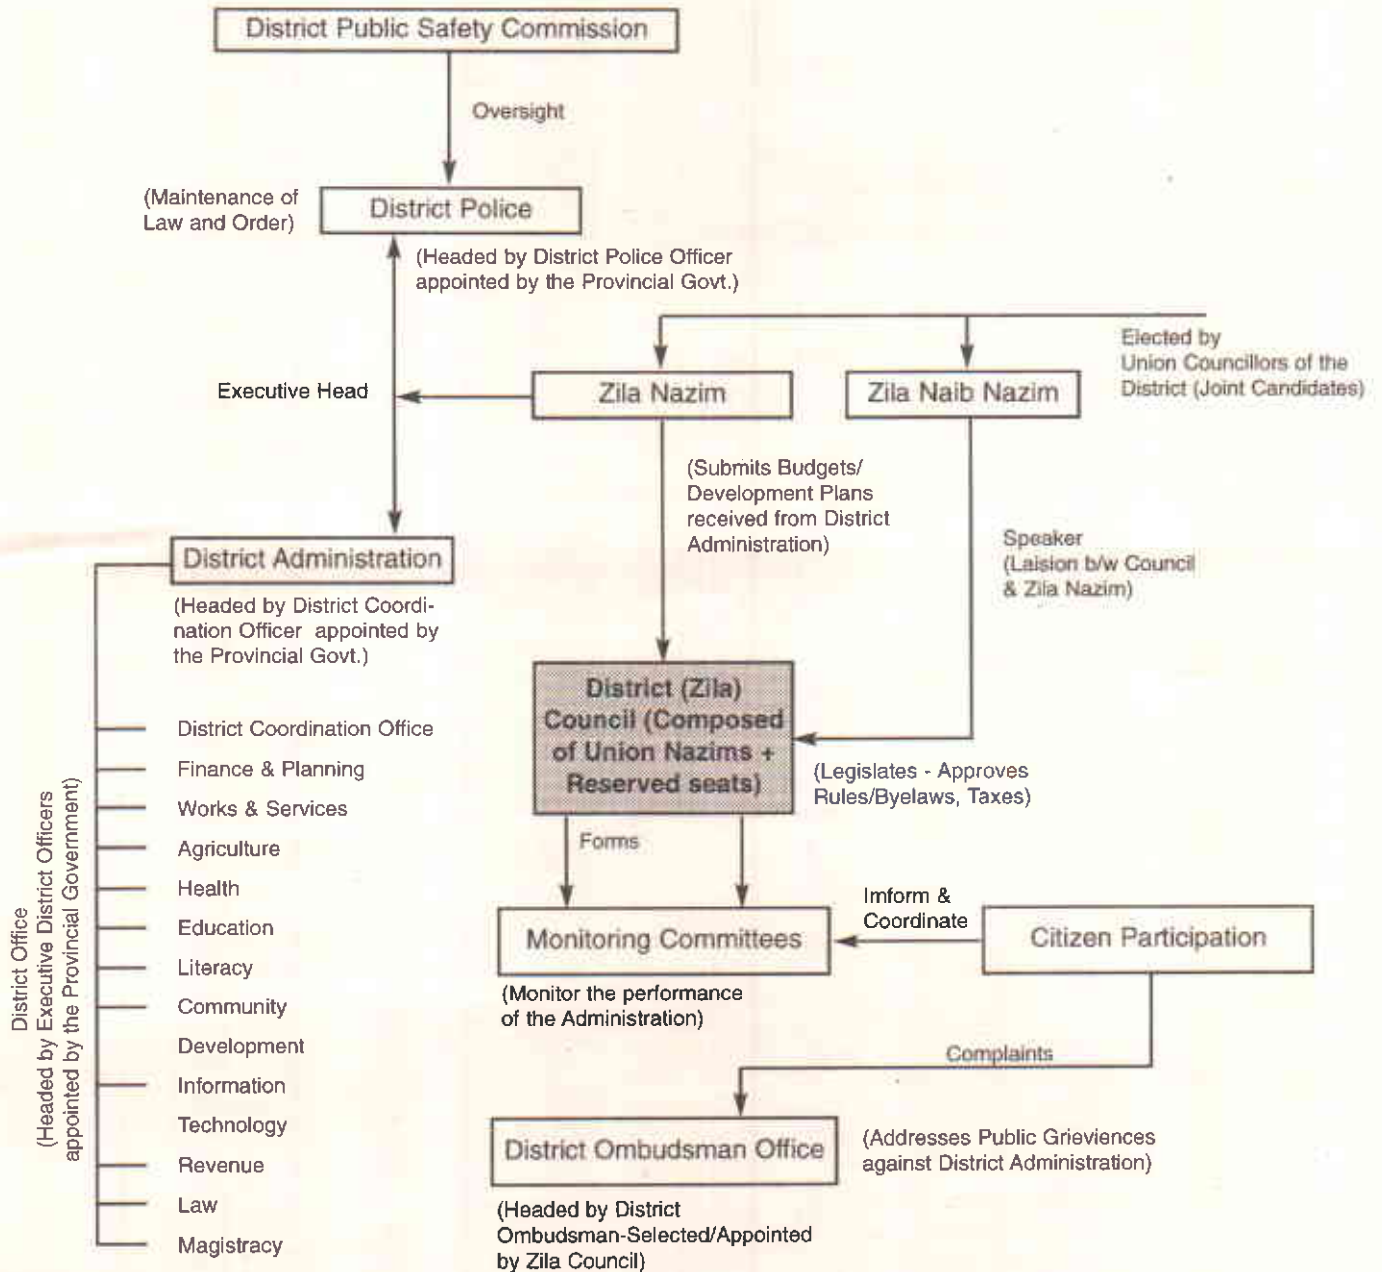 District Public Safety Commission
Oversight
(Maintenance of
Law and Order)
District Police
(Headed by District Police Officer
appointed by the Provincial Govt.)
Elected by
Union Councillors of the
District (Joint Candidates)
Executive Head
Zila Nazim
Zila Naib Nazim
(Submits Budgets/
Development Plans
received from District
Administration)
Speaker
(Laision b/w Council
& Zila Nazim)
District Administration
(Headed by District Coordi-
nation Officer appointed by
the Provincial Govt.)
District (Zila)
Council (Composed
of Union Nazims +
Reserved seats)
(Legislates - Approves
Rules/Byelaws, Taxes)
District Office
(Headed by Executive District Officers
appointed by the Provincial Government)
District Coordination Office
Finance & Planning
Works & Services
Agriculture
Health
Education
Literacy
Community
Development
Information
Technology
Revenue
Law
Magistracy
Forms
Monitoring Committees
(Monitor the performance
of the Administration)
Imform &
Coordinate
Citizen Participation
Complaints
District Ombudsman Office
(Addresses Public Grieviences
against District Administration)
(Headed by District
Ombudsman-Selected/Appointed
by Zila Council)